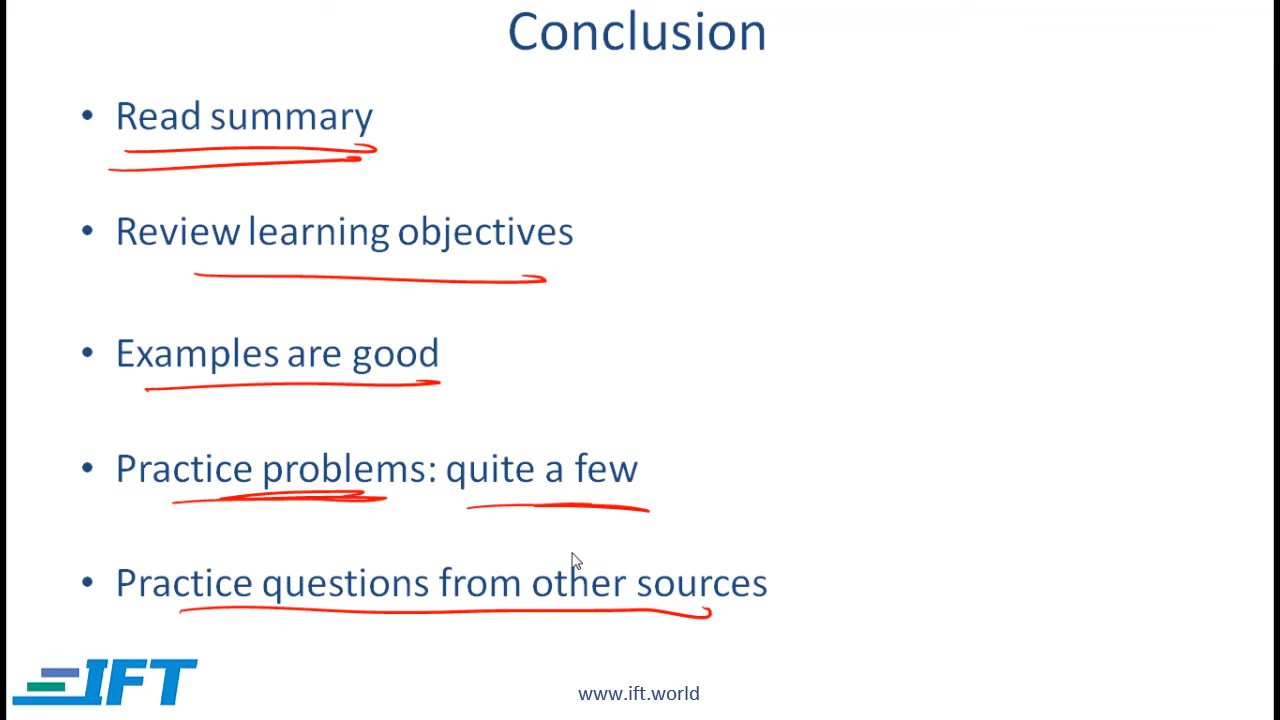 Conclusion
• Read summary
• Review learning objectives
• Examples are good
• Practice problems: quite a few
• Practice questions from other sources
IFT
www.ift.world